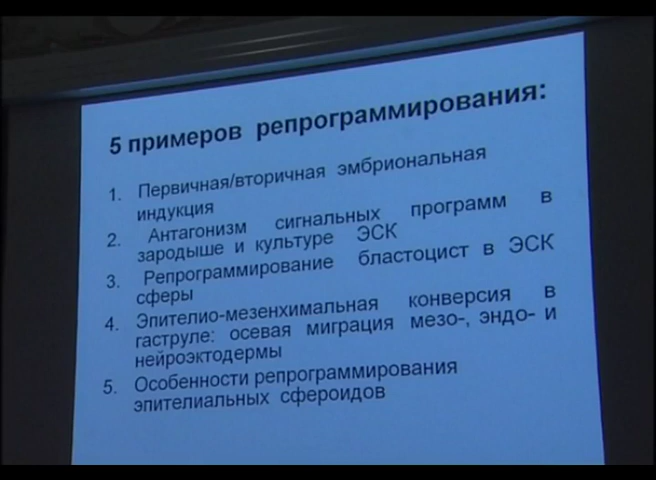 5 примеров репрограммирования:
1. Первичная/вторичная эмбриональная
индукция
2. Антагонизм сигнальных программ в
зародыше и культуре ЭСК
3. Репрограммирование бластоцист в ЭСК
сферы
4. Эпителио-мезенхимальная конверсия в
гаструле: осевая миграция мезо-, эндо- и
нейроэктодермы
5. Особенности репрограммирования
эпителиальных сфероидов